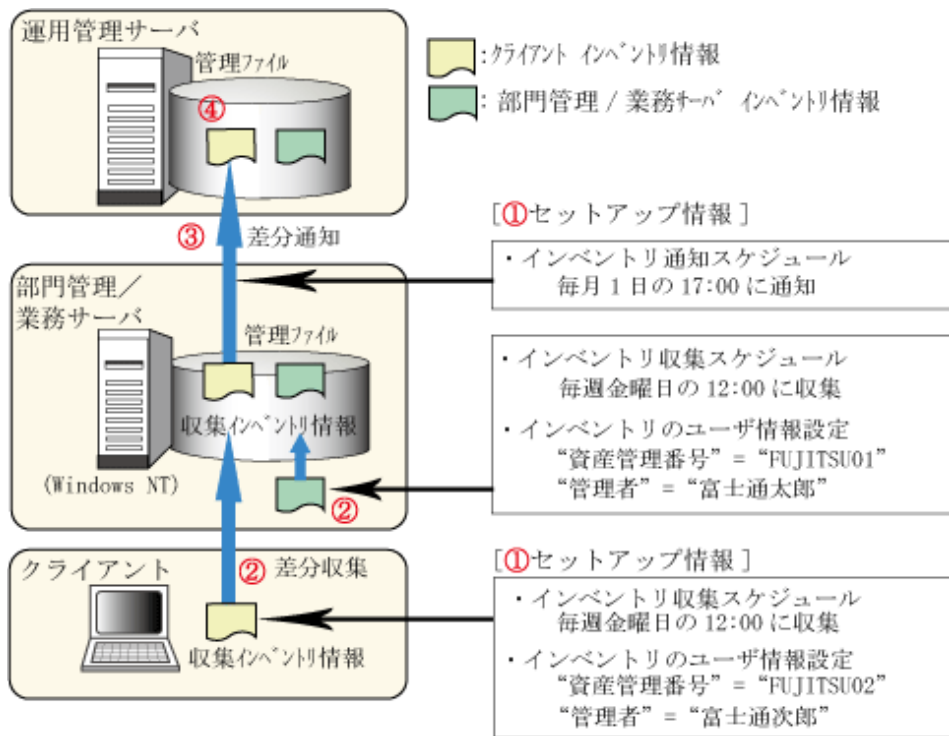 運用管理サーバ
管理ファイル
④
:クライアント インベントリ情報
: 部門管理 / 業務サーバ インベントリ情報
③ 差分通知
[①セットアップ情報]
・インベントリ通知スケジュール
毎月1日の17:00に通知
部門管理/
業務サーバ
管理ファイル
収集インベントリ情報
(Windows NT)
②
・インベントリ収集スケジュール
毎週金曜日の12:00に収集
・インベントリのユーザ情報設定
“資産管理番号”=“FUJITSU01”
“管理者”=“富士通太郎”
クライアント
② 差分収集
収集インベントリ情報
[①セットアップ情報]
・インベントリ収集スケジュール
毎週金曜日の12:00に収集
・インベントリのユーザ情報設定
“資産管理番号”=“FUJITSU02”
“管理者”=“富士通次郎”